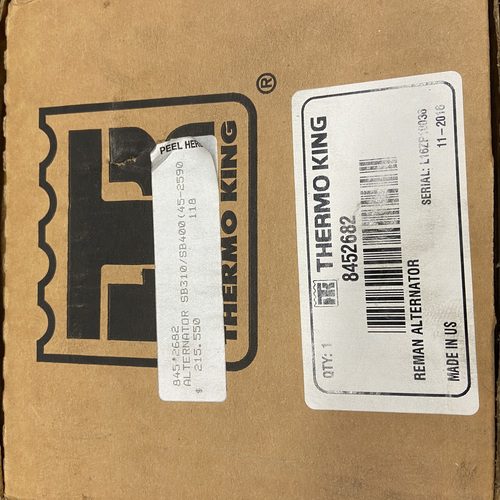 THERMO KING
®
PEEL HERE
845*2682
ALTERNATOR SB310/SB400(45-2590
$ 215.550 118
QTY: 1
THERMO KING
8452682
REMAN ALTERNATOR
SERIAL:
MADE IN US
11-2016